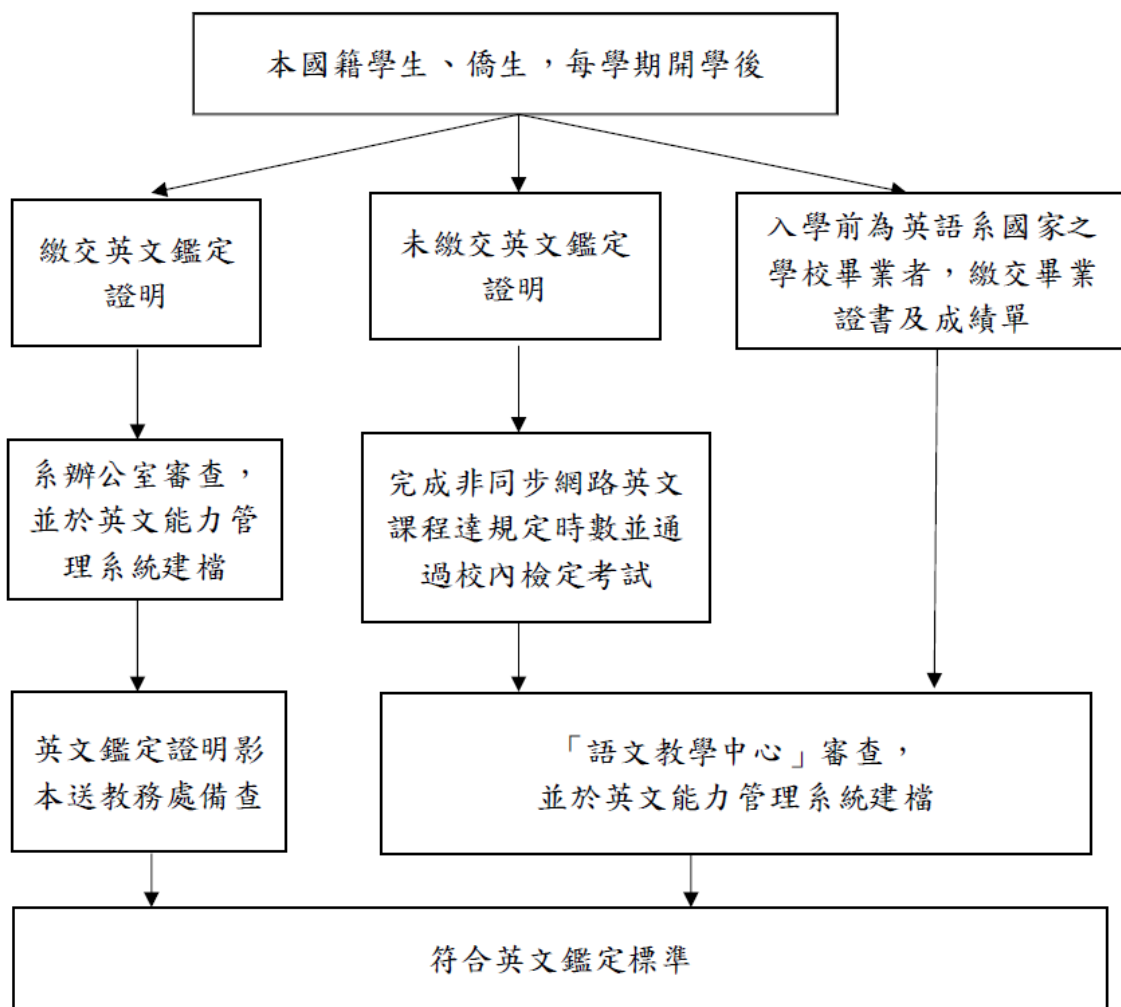 本國籍學生、僑生，每學期開學後
繳交英文鑑定
證明
未繳交英文鑑定
證明
入學前為英語系國家之
學校畢業者，繳交畢業
證書及成績單
系辦公室審查，
並於英文能力管
理系統建檔
完成非同步網路英文
課程達規定時數並通
過校內檢定考試
英文鑑定證明影
本送教務處備查
「語文教學中心」審查，
並於英文能力管理系統建檔
符合英文鑑定標準